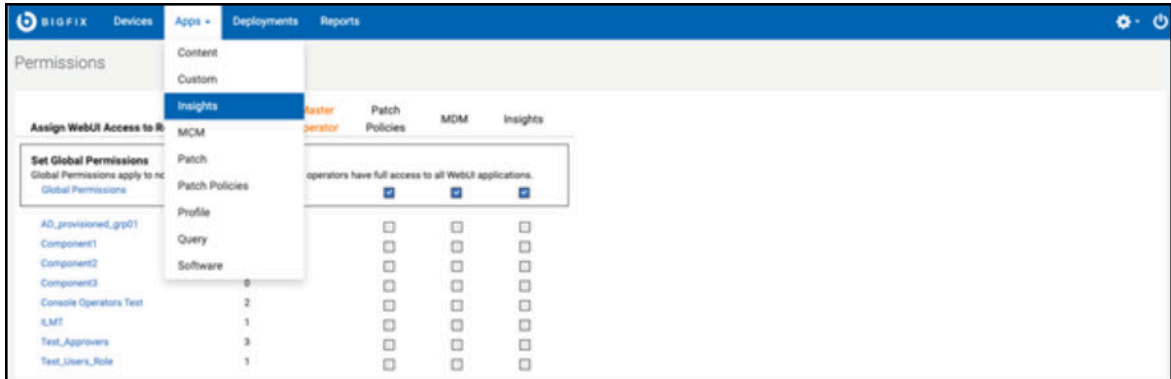 BIGFIX Devices Apps Deployments Reports
Permissions
Content
Custom
Insights
MCM
Patch
Patch Policies
Profile
Query
Software
Assign WebUI Access to R
Master
Operator
Patch
Policies
MDM
Insights
Set Global Permissions
Global Permissions apply to no operators have full access to all WebUI applications.
Global Permissions
AD_provisioned_grp01
Component1
Component2
Component3 0
Console Operators Test 2
ILMT 1
Test_Approvers 3
Test_Users_Role 1